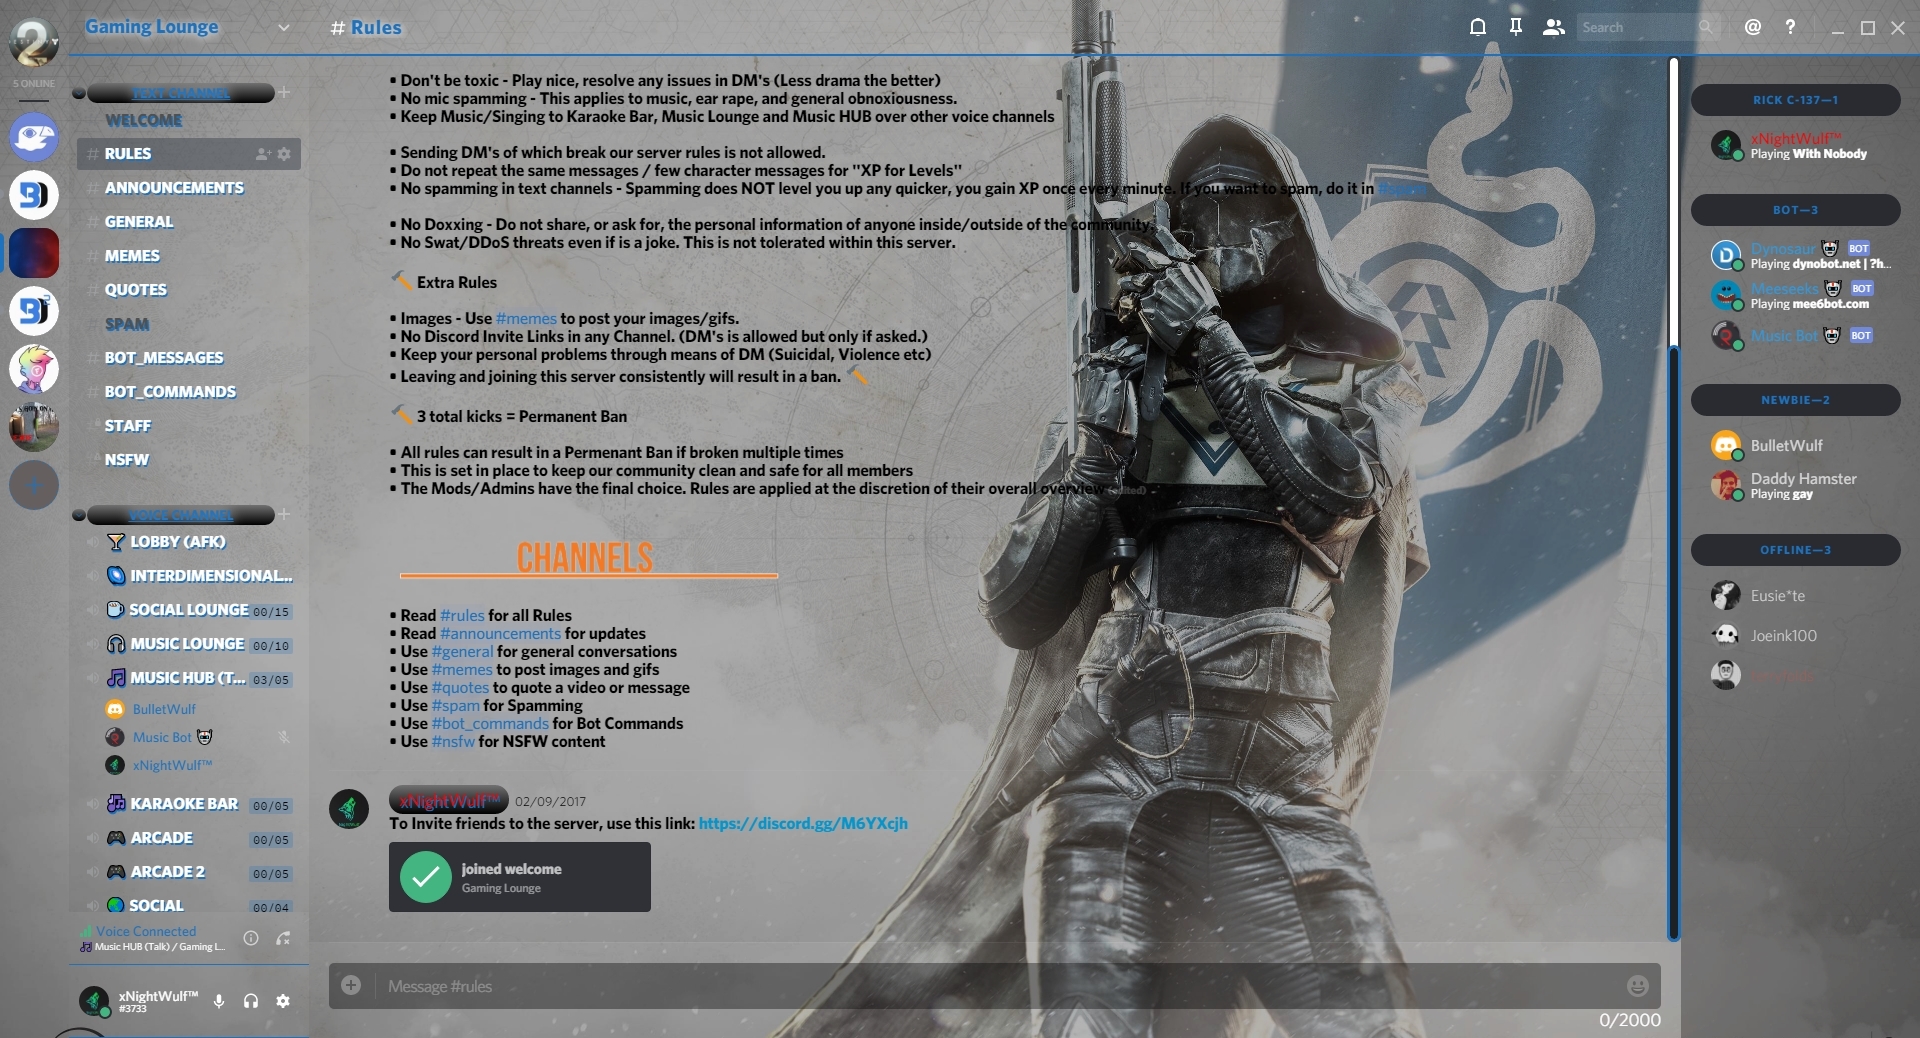 Gaming Lounge
# Rules
Search
5 ONLINE
TEXT CHANNEL
WELCOME
# RULES
# ANNOUNCEMENTS
# GENERAL
# MEMES
# QUOTES
# SPAM
# BOT_MESSAGES
# BOT_COMMANDS
STAFF
NSFW
VOICE CHANNEL
LOBBY (AFK)
INTERDIMENSIONAL...
SOCIAL LOUNGE 00/15
MUSIC LOUNGE 00/10
MUSIC HUB (T... 03/05
BulletWulf
Music Bot
xNightWulf™
KARAOKE BAR 00/05
ARCADE 00/05
ARCADE 2 00/05
SOCIAL 00/04
Voice Connected
Music HUB (Talk) / Gaming L...
xNightWulf™
#3733
▪ Don't be toxic - Play nice, resolve any issues in DM's (Less drama the better)
▪ No mic spamming - This applies to music, ear rape, and general obnoxiousness.
▪ Keep Music/Singing to Karaoke Bar, Music Lounge and Music HUB over other voice channels
▪ Sending DM's of which break our server rules is not allowed.
▪ Do not repeat the same messages / few character messages for "XP for Levels"
▪ No spamming in text channels - Spamming does NOT level you up any quicker, you gain XP once every minute. If you want to spam, do it in #spam
▪ No Doxxing - Do not share, or ask for, the personal information of anyone inside/outside of the community.
▪ No Swat/DDoS threats even if is a joke. This is not tolerated within this server.
Extra Rules
▪ Images - Use #memes to post your images/gifs.
▪ No Discord Invite Links in any Channel. (DM's is allowed but only if asked.)
▪ Keep your personal problems through means of DM (Suicidal, Violence etc)
▪ Leaving and joining this server consistently will result in a ban.
3 total kicks = Permanent Ban
▪ All rules can result in a Permenant Ban if broken multiple times
▪ This is set in place to keep our community clean and safe for all members
▪ The Mods/Admins have the final choice. Rules are applied at the discretion of their overall overview (edited)
CHANNELS
▪ Read #rules for all Rules
▪ Read #announcements for updates
▪ Use #general for general conversations
▪ Use #memes to post images and gifs
▪ Use #quotes to quote a video or message
▪ Use #spam for Spamming
▪ Use #bot_commands for Bot Commands
▪ Use #nsfw for NSFW content
xNightWulf™ 02/09/2017
To Invite friends to the server, use this link: https://discord.gg/M6YXcjh
joined welcome
Gaming Lounge
Message #rules
0/2000
RICK C-137—1
xNightWulf™
Playing With Nobody
BOT—3
Dynosaur BOT
Playing dynobot.net | ?h...
Meeseeks BOT
Playing mee6bot.com
Music Bot BOT
NEWBIE—2
BulletWulf
Daddy Hamster
Playing gay
OFFLINE—3
Eusie*te
Joeink100